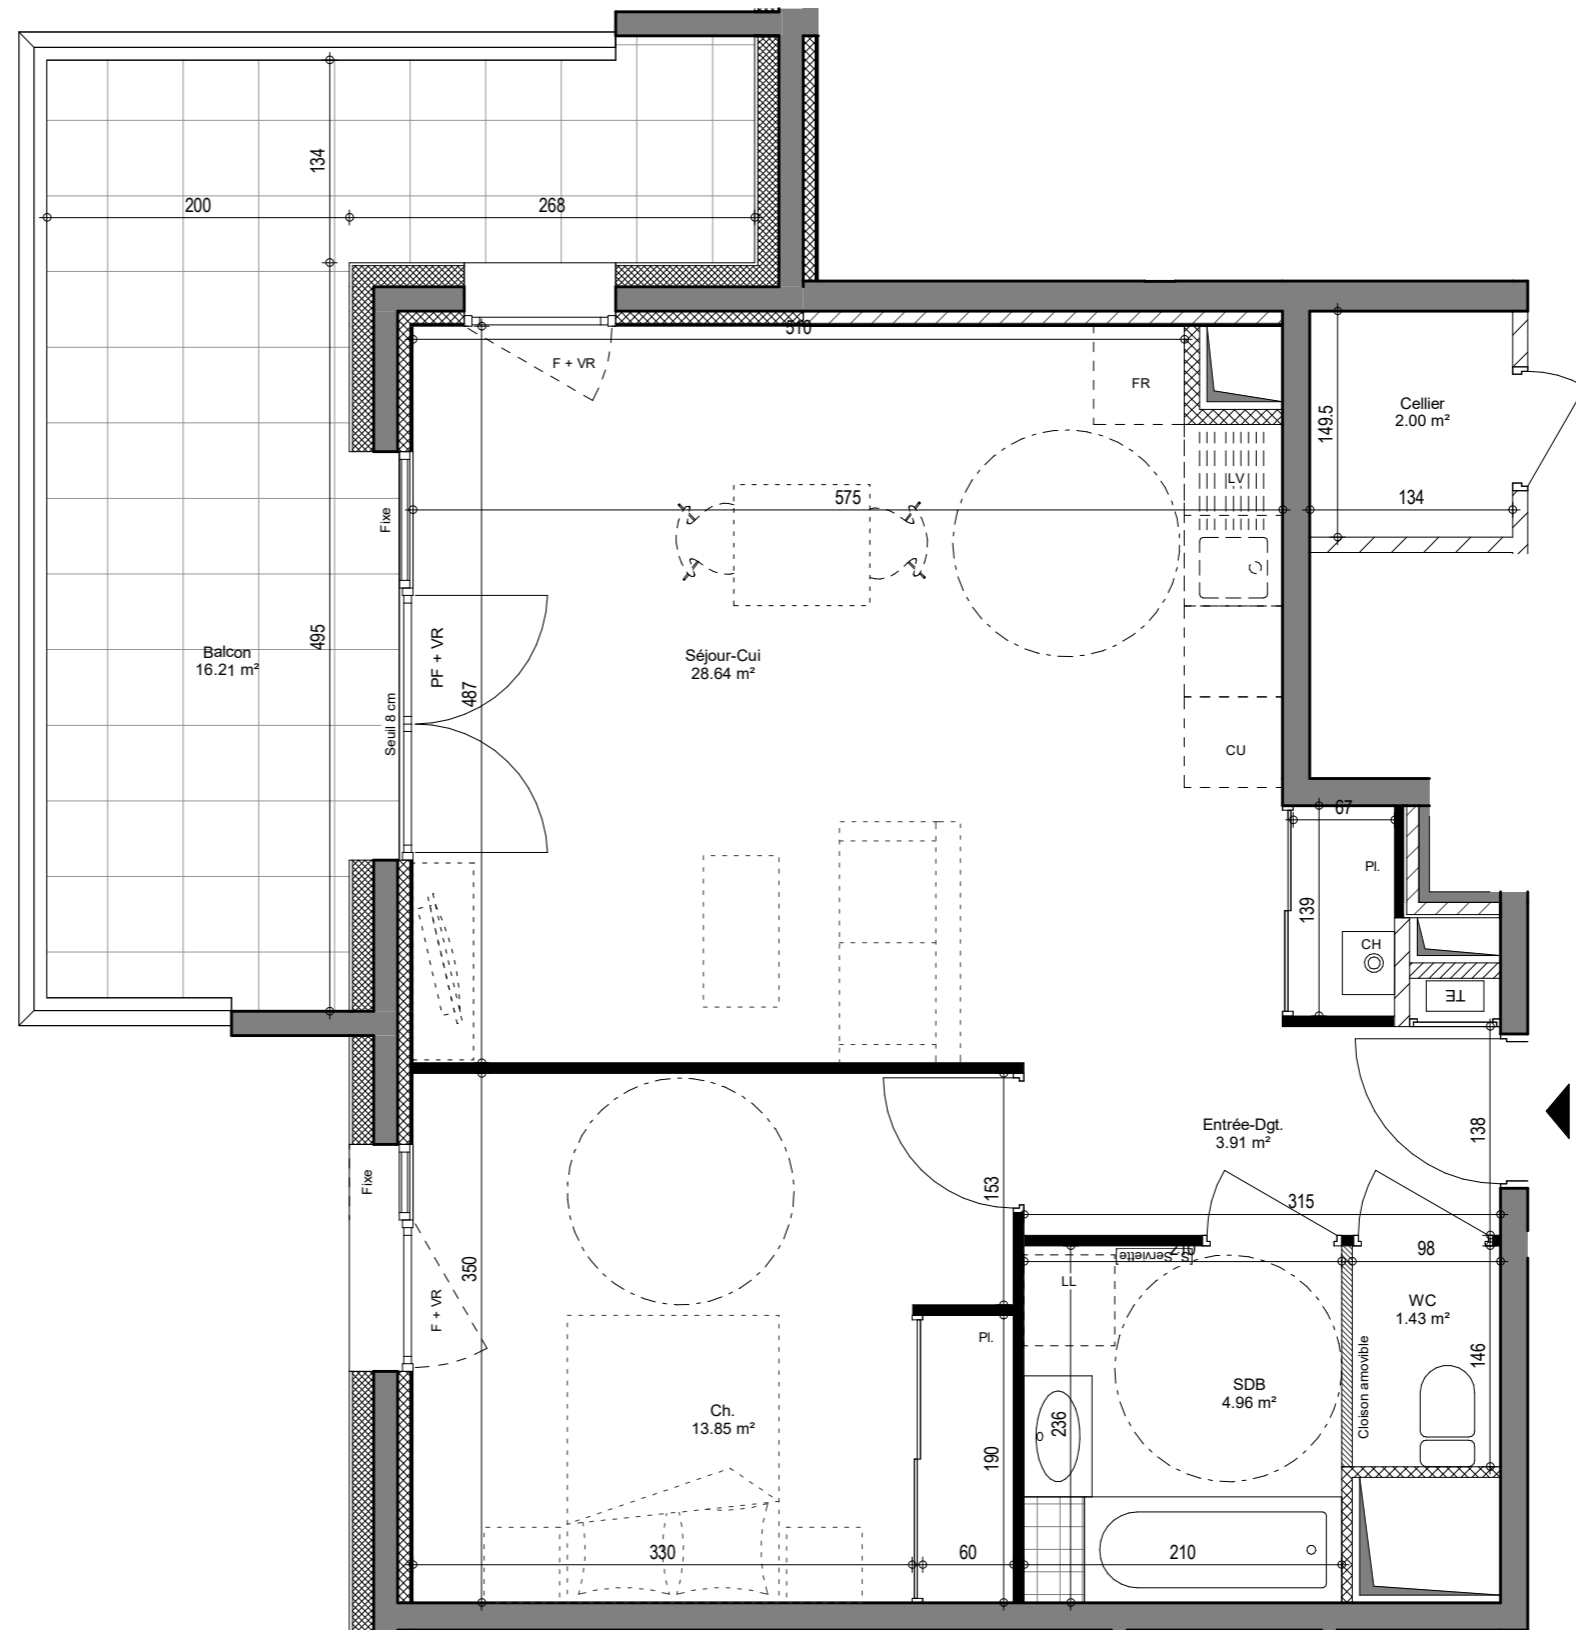 134
200
268
510
F + VR
FR
Cellier
2.00 m²
149.5
LV
134
575
Fixe
Balcon
16.21 m²
495
PF + VR
Seuil 8 cm
487
Séjour-Cui
28.64 m²
CU
67
Pl.
139
CH
TE
Entrée-Dgt.
3.91 m²
138
153
315
Fixe
F + VR
350
210
[S_Serviette]
LL
98
WC
1.43 m²
146
Cloison amovible
Pl.
SDB
4.96 m²
236
Ch.
13.85 m²
190
330
60
210